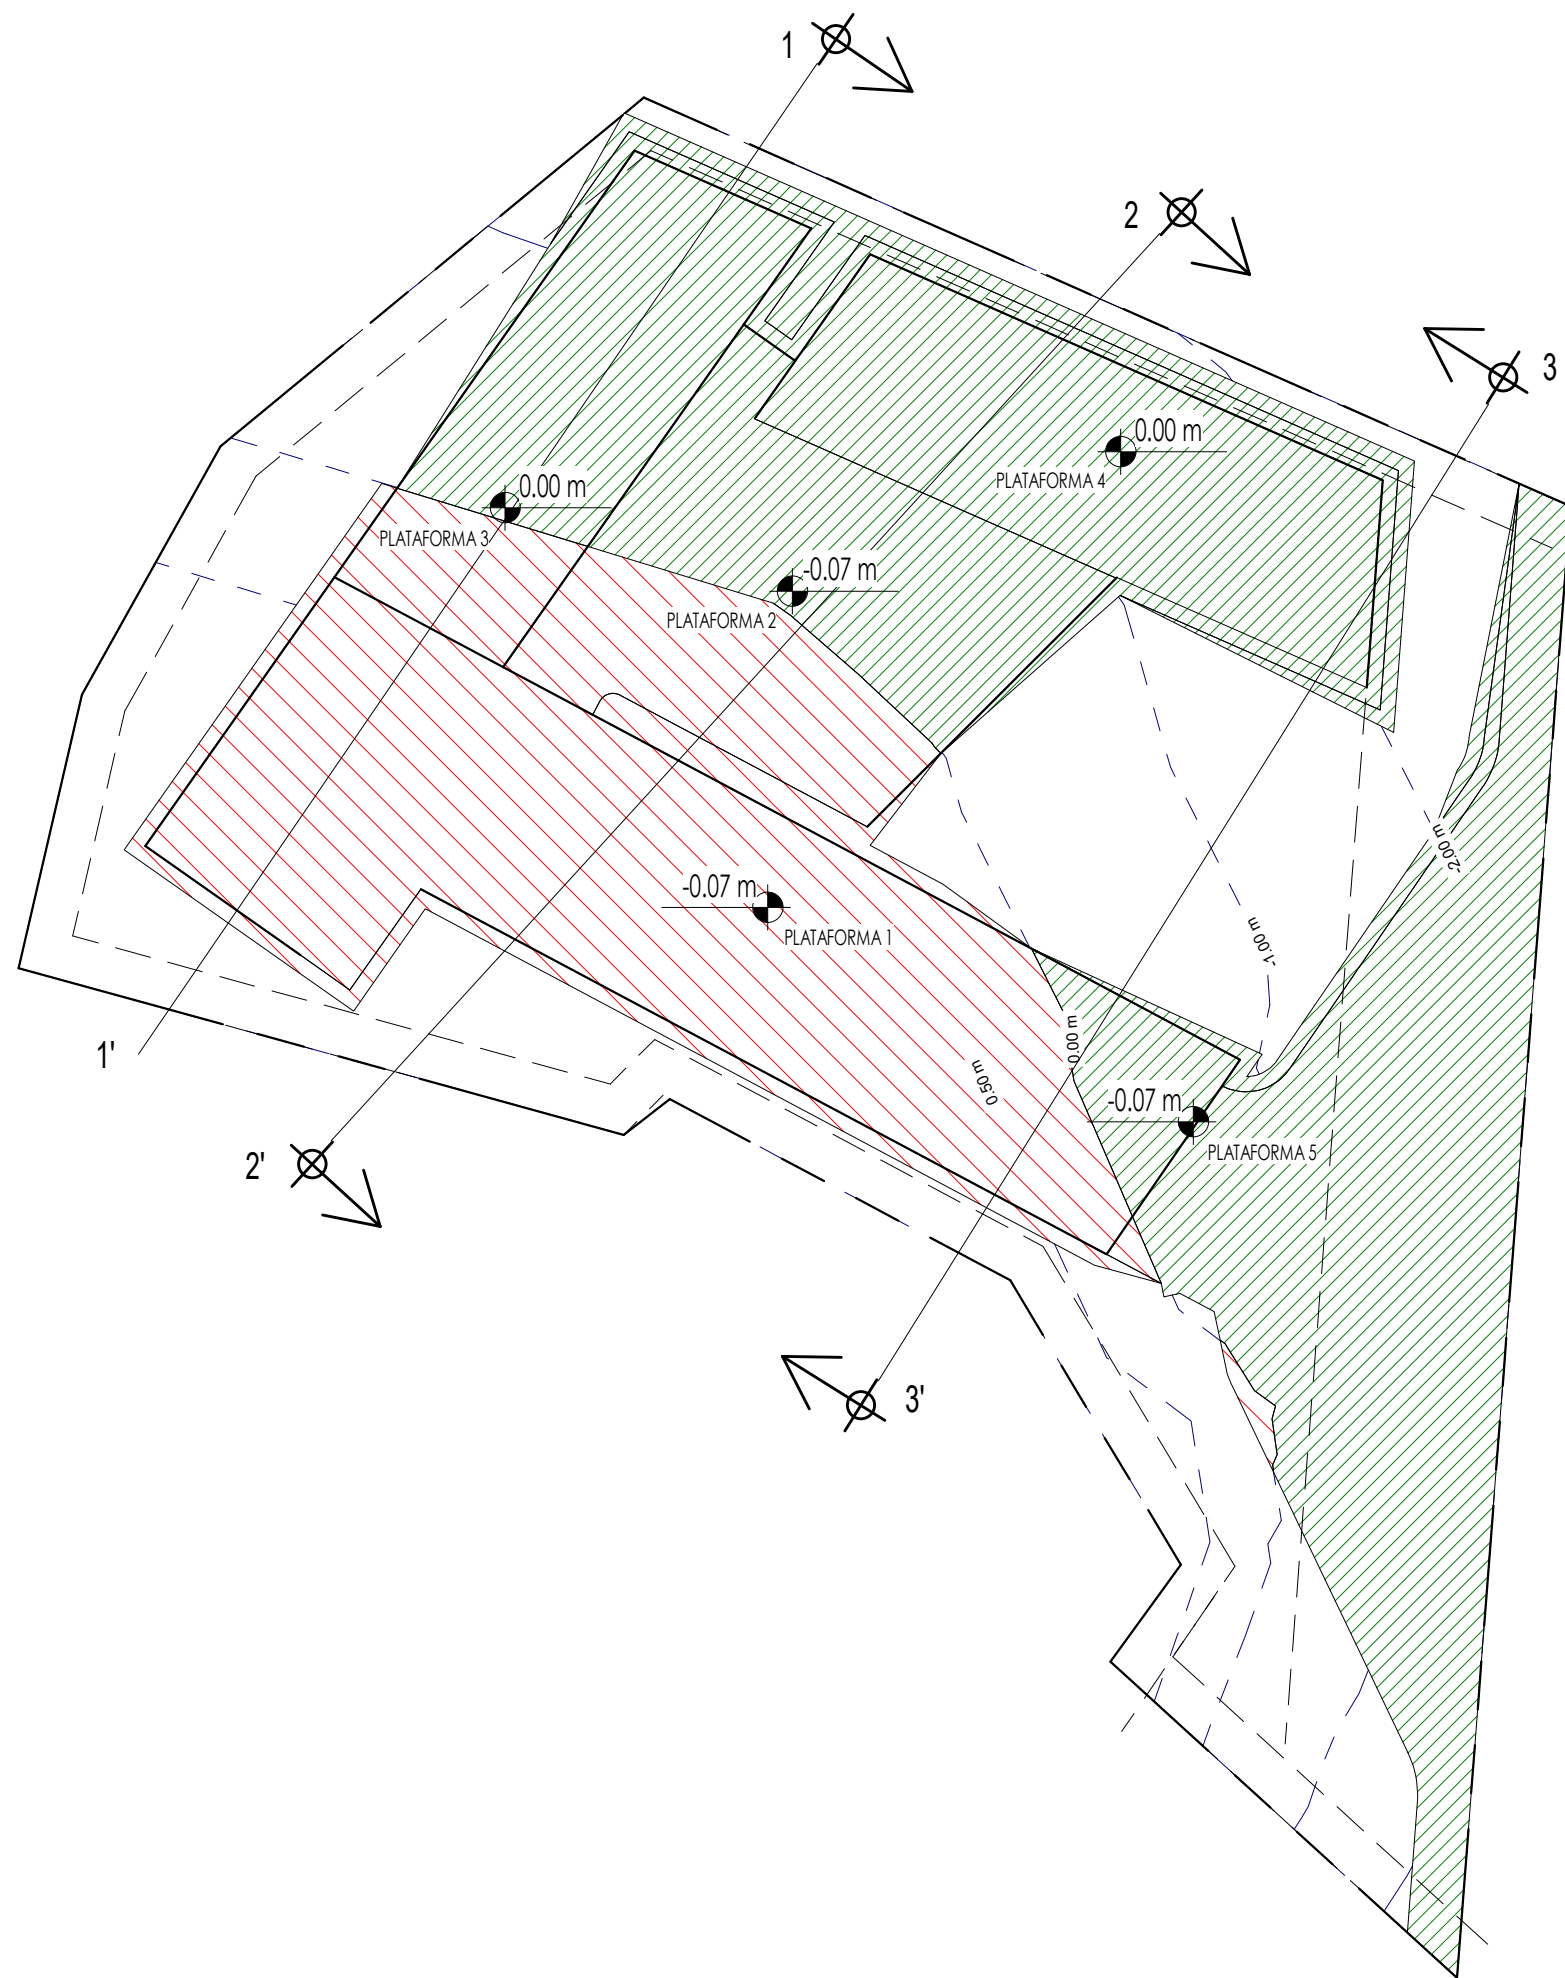 1
2
3
0.00 m
PLATAFORMA 4
0.00 m
PLATAFORMA 3
-0.07 m
PLATAFORMA 2
-2.00 m
-0.07 m
PLATAFORMA 1
-1.00 m
0.00 m
0.50 m
1'
-0.07 m
PLATAFORMA 5
2'
3'